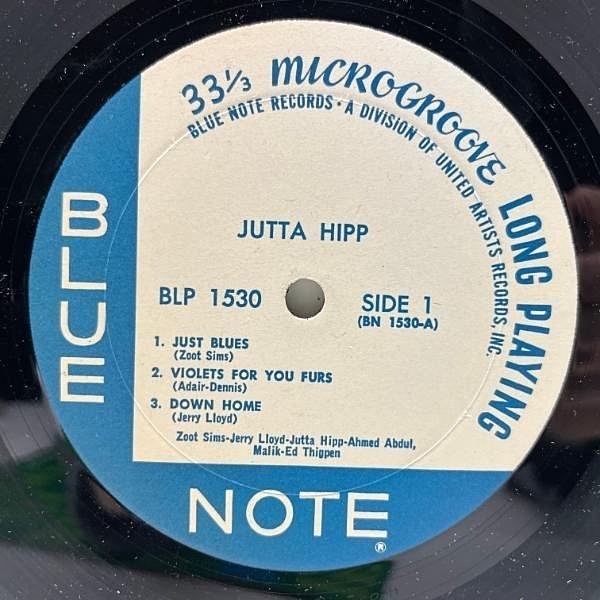 33⅓ MICROGROOVE LONG PLAYING
BLUE NOTE RECORDS • A DIVISION OF UNITED ARTISTS RECORDS, INC.
BLUE
JUTTA HIPP
BLP 1530
SIDE 1
(BN 1530-A)
1. JUST BLUES
(Zoot Sims)
2. VIOLETS FOR YOU FURS
(Adair-Dennis)
3. DOWN HOME
(Jerry Lloyd)
Zoot Sims-Jerry Lloyd-Jutta Hipp-Ahmed Abdul,
Malik-Ed Thigpen
NOTE®